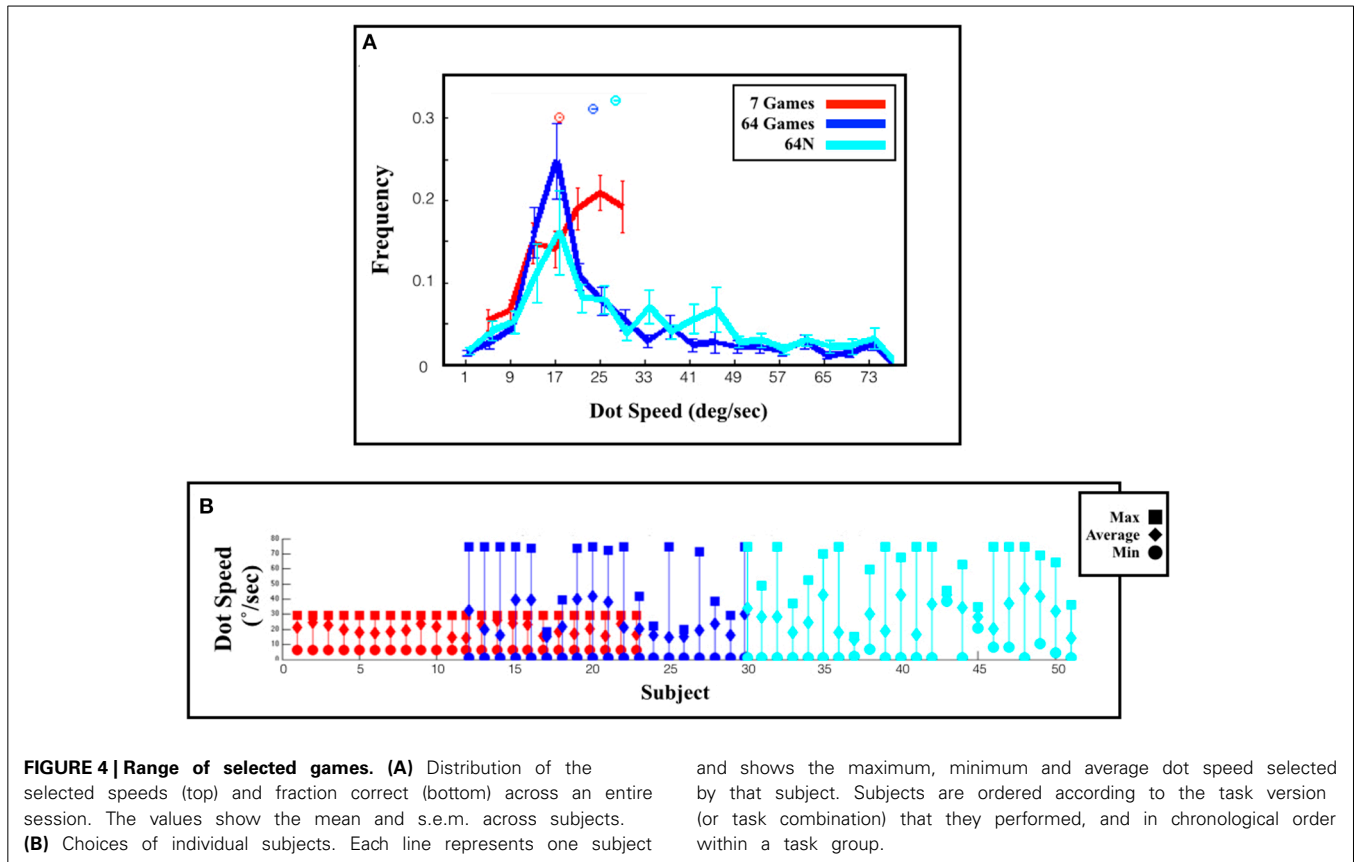 A
7 Games
64 Games
64N
0.3
0.2
0.1
0
Frequency
1 9 17 25 33 41 49 57 65 73
Dot Speed (deg/sec)
B
Max
Average
Min
Dot Speed
(°/sec)
80
70
60
50
40
30
20
10
0
0 5 10 15 20 25 30 35 40 45 50
Subject
FIGURE 4 | Range of selected games. (A) Distribution of the
selected speeds (top) and fraction correct (bottom) across an entire
session. The values show the mean and s.e.m. across subjects.
(B) Choices of individual subjects. Each line represents one subject
and shows the maximum, minimum and average dot speed selected
by that subject. Subjects are ordered according to the task version
(or task combination) that they performed, and in chronological order
within a task group.